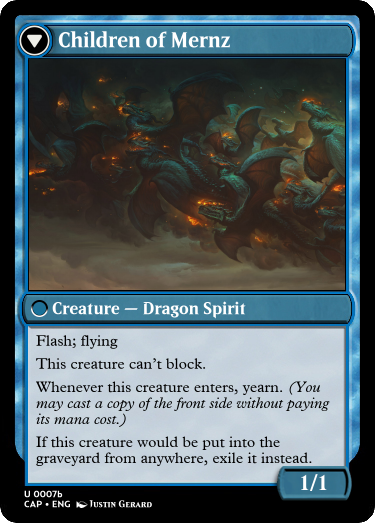 Children of Mernz
Creature — Dragon Spirit
Flash; flying
This creature can't block.
Whenever this creature enters, yearn. (You
may cast a copy of the front side without paying
its mana cost.)
If this creature would be put into the
graveyard from anywhere, exile it instead.
1/1
U 0007b
CAP • ENG Justin Gerard